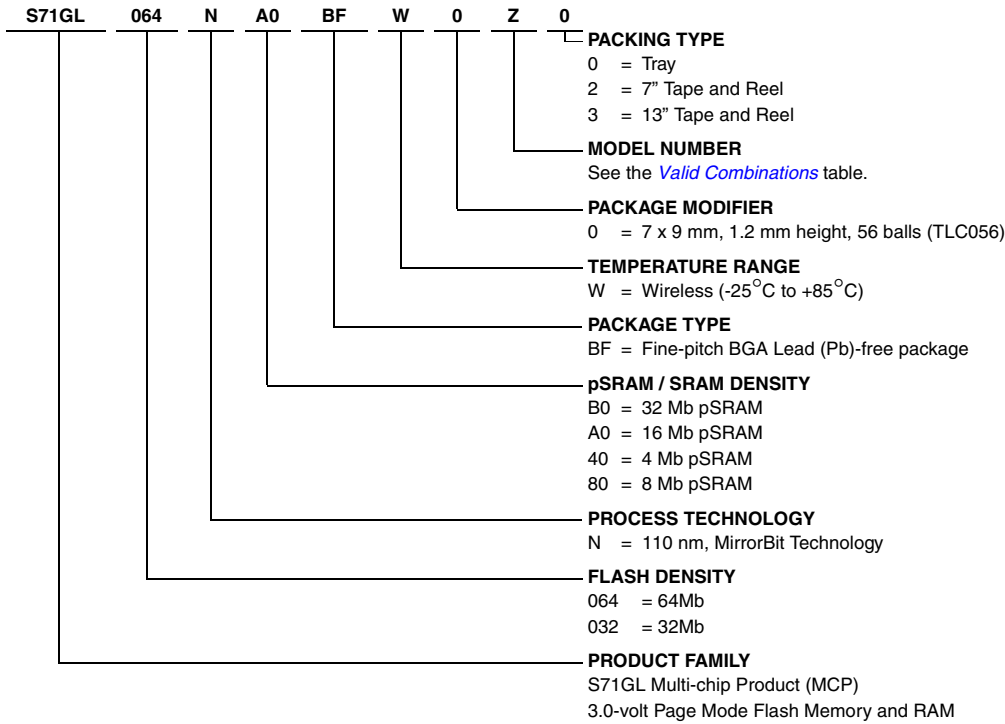 S71GL 064 N A0 BF W 0 Z 0
PACKING TYPE
0 = Tray
2 = 7” Tape and Reel
3 = 13” Tape and Reel
MODEL NUMBER
See the Valid Combinations table.
PACKAGE MODIFIER
0 = 7 x 9 mm, 1.2 mm height, 56 balls (TLC056)
TEMPERATURE RANGE
W = Wireless (-25°C to +85°C)
PACKAGE TYPE
BF = Fine-pitch BGA Lead (Pb)-free package
pSRAM / SRAM DENSITY
B0 = 32 Mb pSRAM
A0 = 16 Mb pSRAM
40 = 4 Mb pSRAM
80 = 8 Mb pSRAM
PROCESS TECHNOLOGY
N = 110 nm, MirrorBit Technology
FLASH DENSITY
064 = 64Mb
032 = 32Mb
PRODUCT FAMILY
S71GL Multi-chip Product (MCP)
3.0-volt Page Mode Flash Memory and RAM